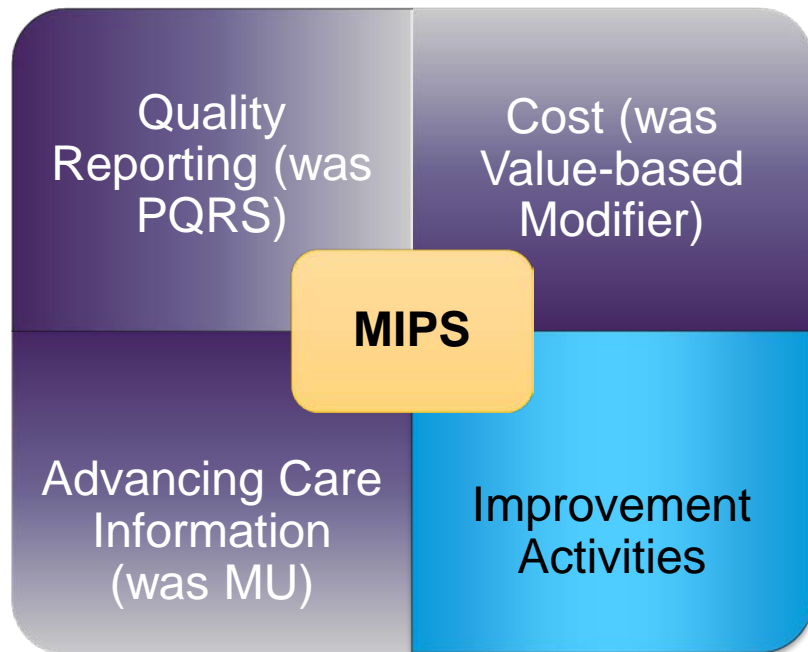 Quality
Reporting (was
PQRS)
Cost (was
Value-based
Modifier)
MIPS
Advancing Care
Information
(was MU)
Improvement
Activities